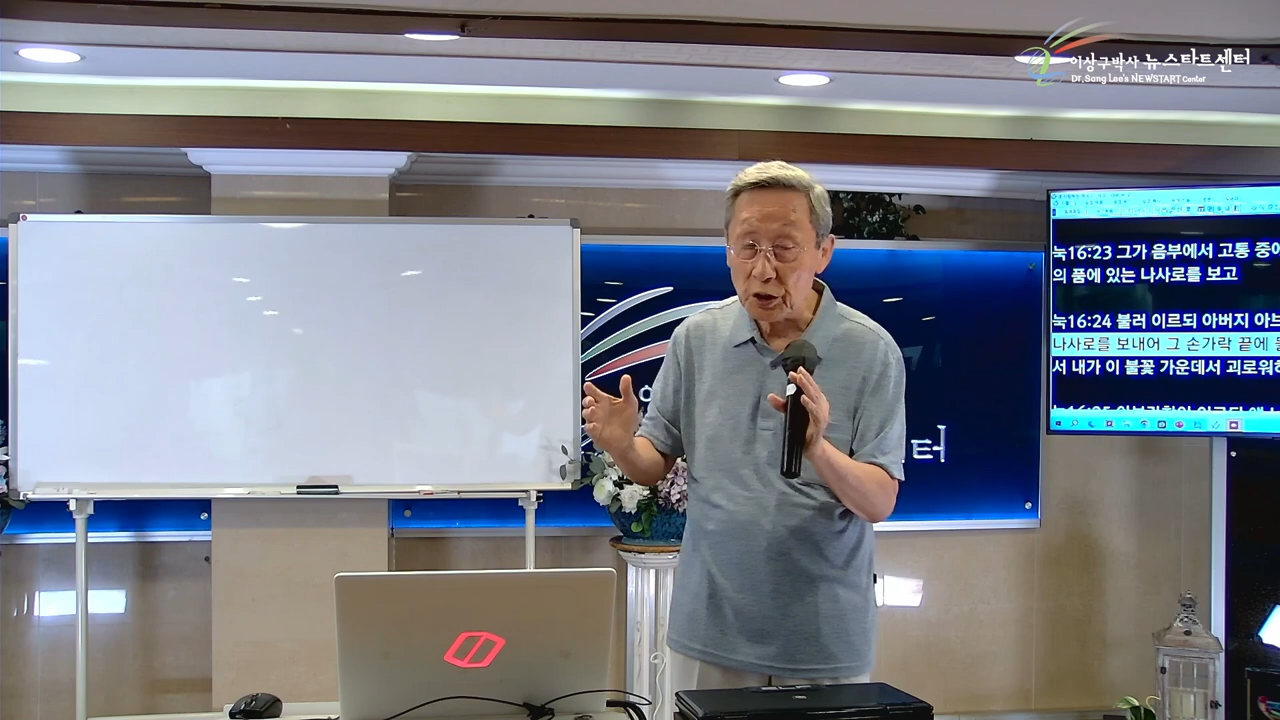 이상구박사 뉴스타트센터
Dr. Sang Lee's NEWSTART Center
눅16:23 그가 음부에서 고통 중에
의 품에 있는 나사로를 보고
눅16:24 불러 이르되 아버지 아브
나사로를 보내어 그 손가락 끝에 물
서 내가 이 불꽃 가운데서 괴로워하
터